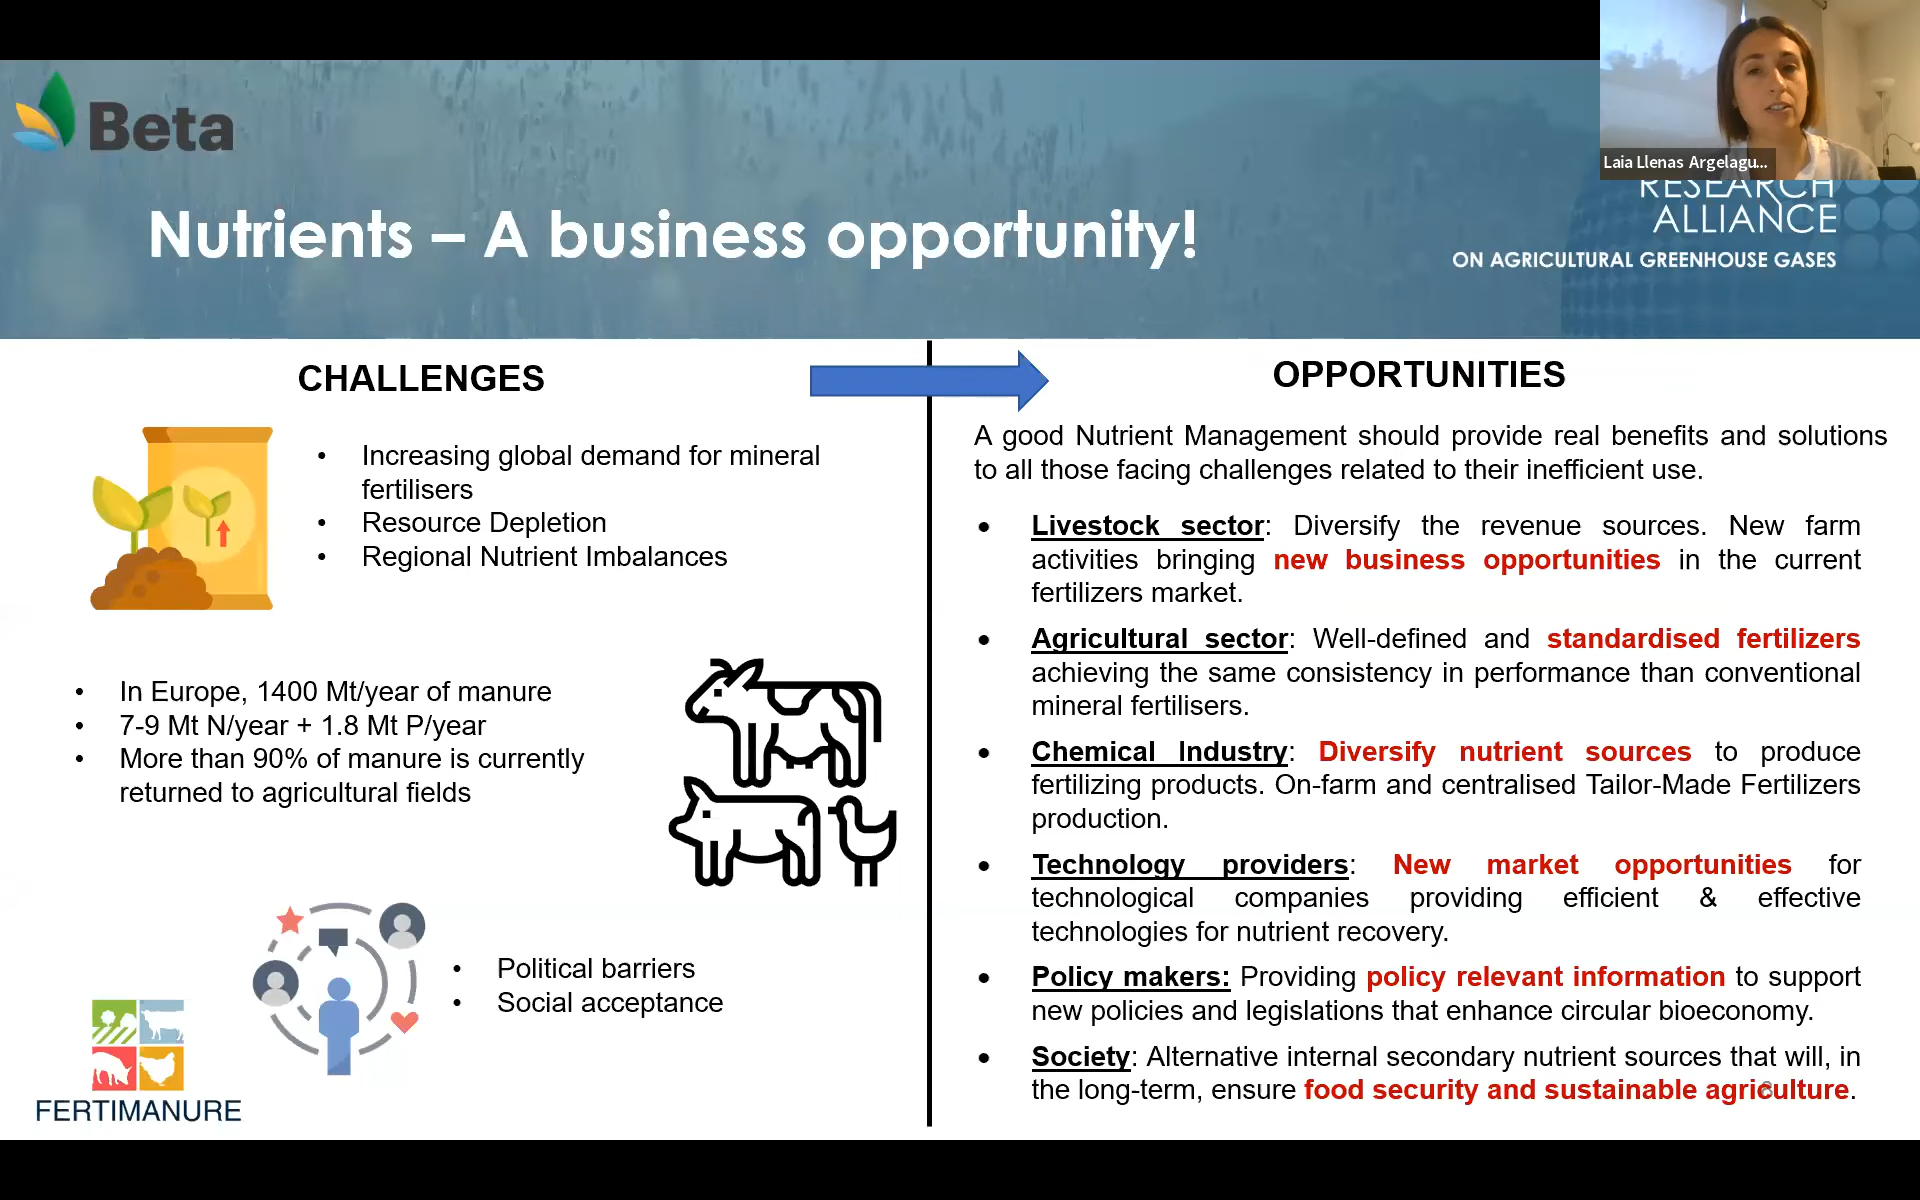 Beta
Laia Llenas Argelagu...
RESEARCH
ALLIANCE
ON AGRICULTURAL GREENHOUSE GASES
Nutrients – A business opportunity!
CHALLENGES
• Increasing global demand for mineral
fertilisers
• Resource Depletion
• Regional Nutrient Imbalances
• In Europe, 1400 Mt/year of manure
• 7-9 Mt N/year + 1.8 Mt P/year
• More than 90% of manure is currently
returned to agricultural fields
• Political barriers
• Social acceptance
FERTIMANURE
OPPORTUNITIES
A good Nutrient Management should provide real benefits and solutions
to all those facing challenges related to their inefficient use.
• Livestock sector: Diversify the revenue sources. New farm
activities bringing new business opportunities in the current
fertilizers market.
• Agricultural sector: Well-defined and standardised fertilizers
achieving the same consistency in performance than conventional
mineral fertilisers.
• Chemical Industry: Diversify nutrient sources to produce
fertilizing products. On-farm and centralised Tailor-Made Fertilizers
production.
• Technology providers: New market opportunities for
technological companies providing efficient & effective
technologies for nutrient recovery.
• Policy makers: Providing policy relevant information to support
new policies and legislations that enhance circular bioeconomy.
• Society: Alternative internal secondary nutrient sources that will, in
the long-term, ensure food security and sustainable agriculture.